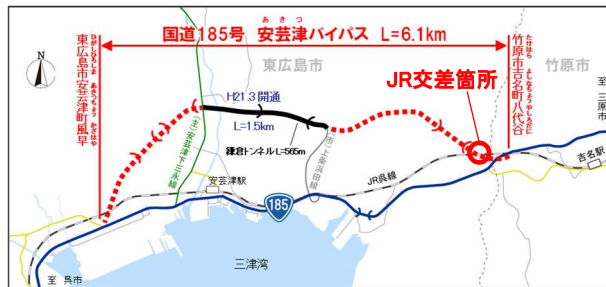 国道185号 安芸津バイパス L=6.1km
あきつ
東広島市安芸津町風早
ひがしひろしま あきつちょう かざはや
竹原市吉名町八代谷
たけはら よしなちょうやしろだに
東広島市
竹原市
H21.3開通
L=1.5km
鎌倉トンネルL=565m
JR交差箇所
(主)安芸津下三永線
(市)上条浜田線
安芸津駅
JR呉線
吉名駅
185
三津湾
至 呉市
至 三原市